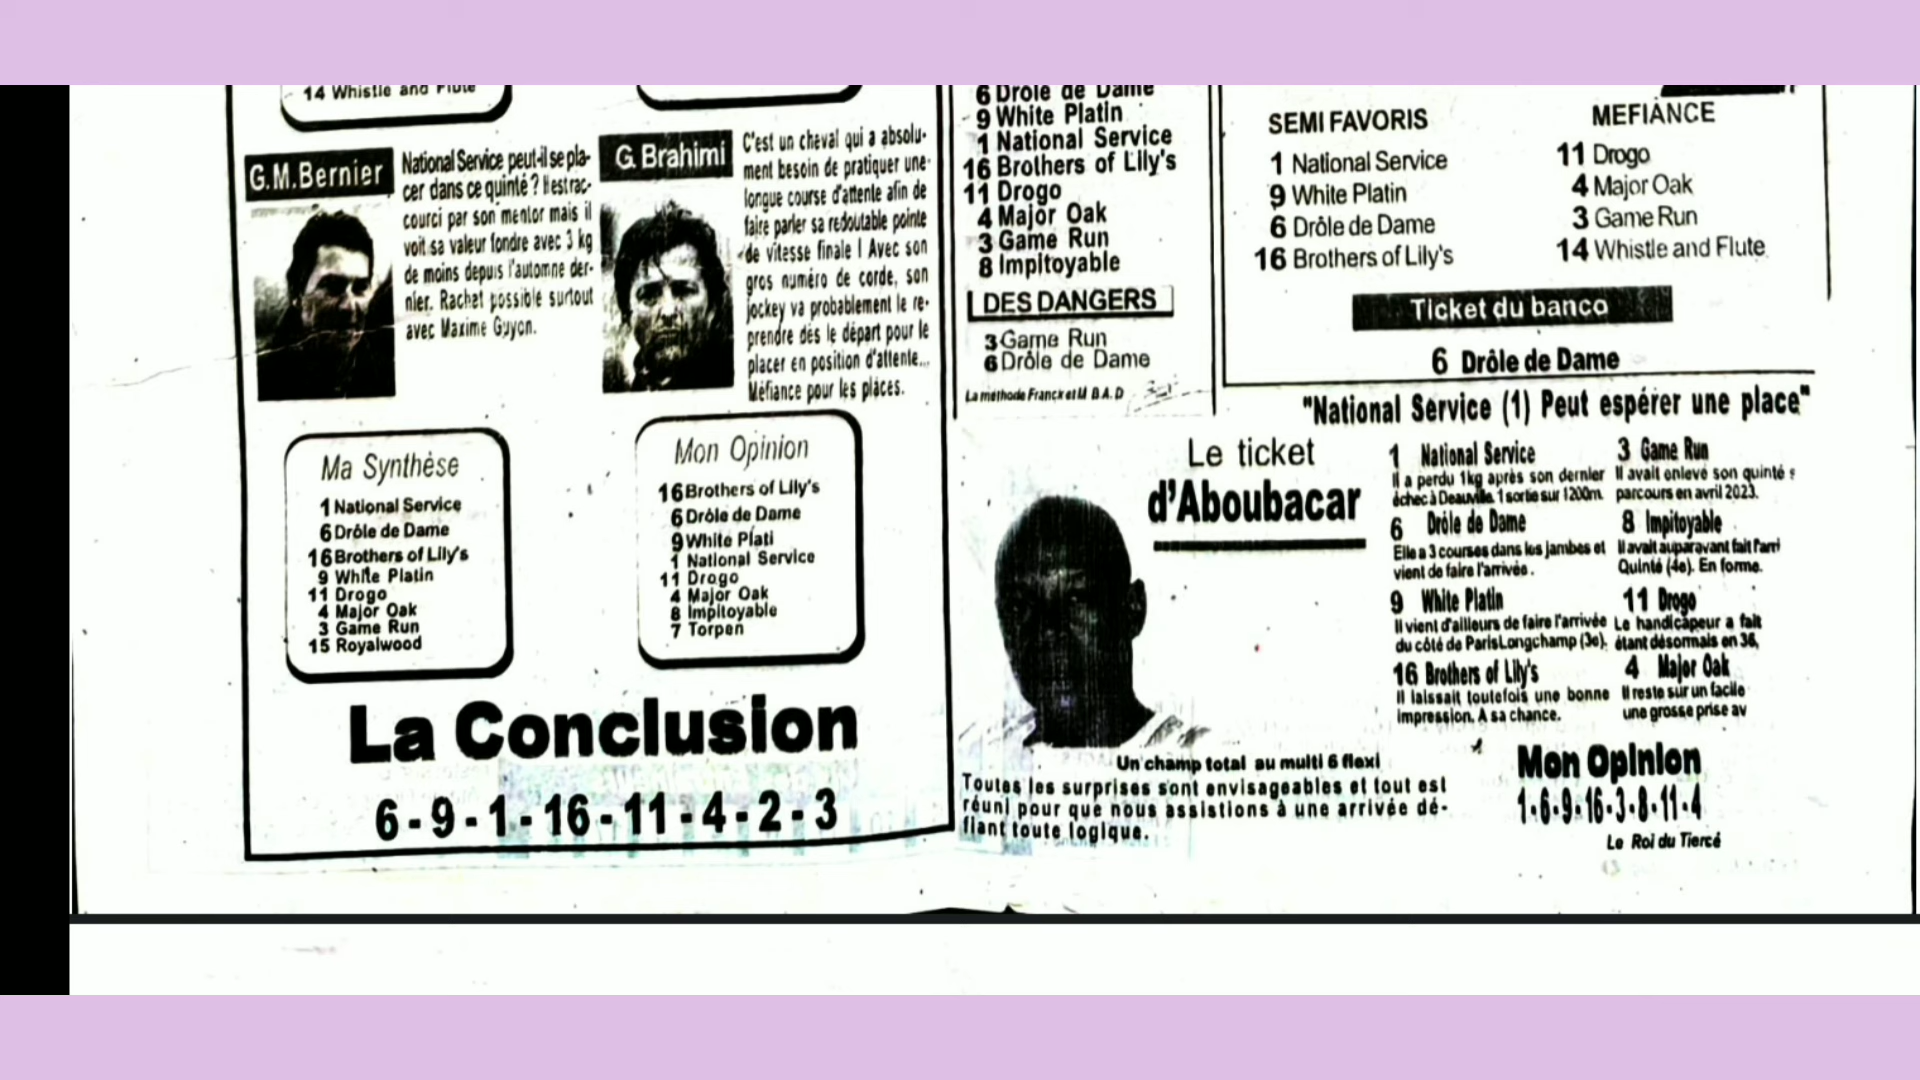 14 Whistle and Flute
G.M.Bernier
National Service peut-il se pla-
cer dans ce quinté ? Il est rac-
courci par son mentor mais il
voit sa valeur fondre avec 3 kg
de moins depuis l'automne der-
nier. Rachat possible surtout
avec Maxime Guyon.
G. Brahimi
C'est un cheval qui a absolu-
ment besoin de pratiquer une
longue course d'attente afin de
faire parler sa redoutable pointe
de vitesse finale ! Avec son
gros numéro de corde, son
jockey va probablement le re-
prendre dès le départ pour le
placer en position d'attente...
Méfiance pour les places.
Ma Synthèse
1 National Service
6 Drôle de Dame
16 Brothers of Lily's
9 White Platin
11 Drogo
4 Major Oak
3 Game Run
15 Royalwood
Mon Opinion
16 Brothers of Lily's
6 Drôle de Dame
9 White Plati
1 National Service
11 Drogo
4 Major Oak
8 Impitoyable
7 Torpen
La Conclusion
6 - 9 - 1 - 16 - 11 - 4 - 2 - 3
6 Drôle de Dame
9 White Platin
1 National Service
16 Brothers of Lily's
11 Drogo
4 Major Oak
3 Game Run
8 Impitoyable
DES DANGERS
3 Game Run
6 Drôle de Dame
La méthode Franck et M B.A.D
SEMI FAVORIS
1 National Service
9 White Platin
6 Drôle de Dame
16 Brothers of Lily's
MEFIANCE
11 Drogo
4 Major Oak
3 Game Run
14 Whistle and Flute
Ticket du banco
6 Drôle de Dame
"National Service (1) Peut espérer une place"
Le ticket
d'Aboubacar
1 National Service
Il a perdu 1kg après son dernier
échec à Deauville. 1 sortie sur 1200m.
6 Drôle de Dame
Elle a 3 courses dans les jambes et
vient de faire l'arrivée.
9 White Platin
Il vient d'ailleurs de faire l'arrivée
du côté de ParisLongchamp (3e).
16 Brothers of Lily's
Il laissait toutefois une bonne
impression. A sa chance.
3 Game Run
Il avait enlevé son quinté s
parcours en avril 2023.
8 Impitoyable
Il avait auparavant fait l'arri
Quinté (4e). En forme.
11 Drogo
Le handicapeur a fait
étant désormais en 36,
4 Major Oak
Il reste sur un facile
une grosse prise av
Un champ total au multi 6 flexi
Toutes les surprises sont envisageables et tout est
réuni pour que nous assistions à une arrivée dé-
fiant toute logique.
Mon Opinion
1-6-9-16-3-8-11-4
Le Roi du Tiercé